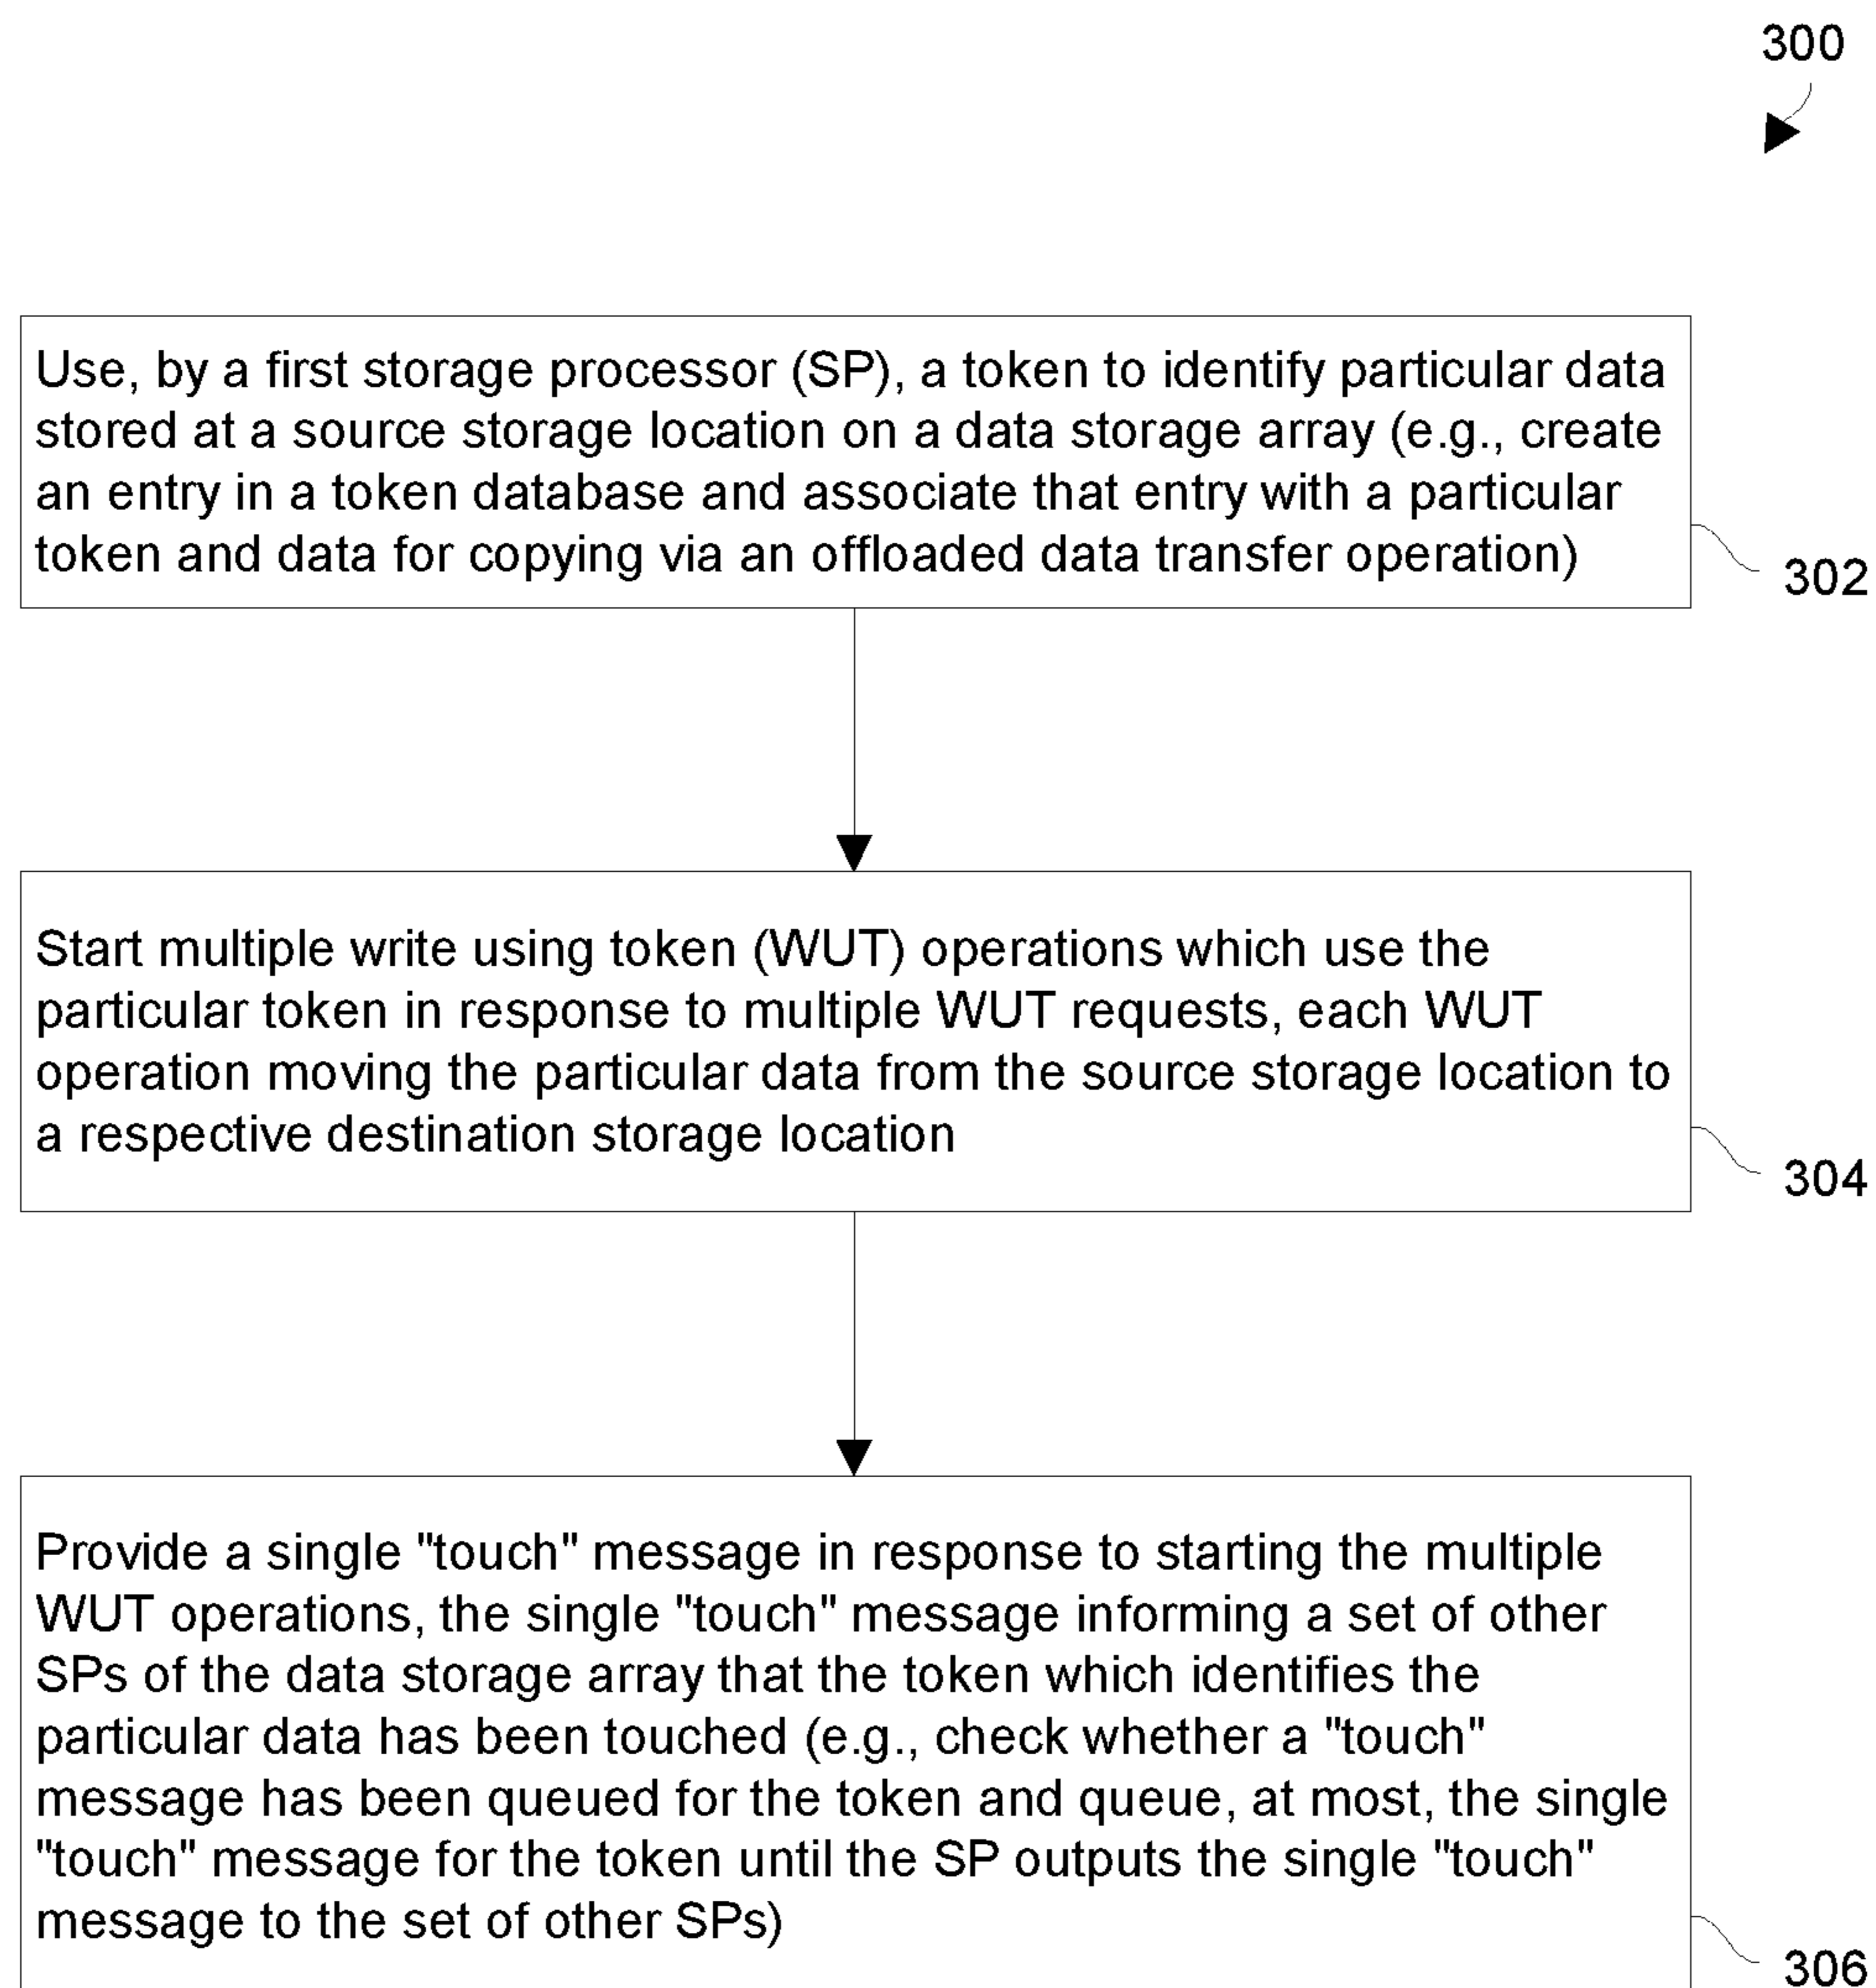 300
Use, by a first storage processor (SP), a token to identify particular data
stored at a source storage location on a data storage array (e.g., create
an entry in a token database and associate that entry with a particular
token and data for copying via an offloaded data transfer operation)
302
Start multiple write using token (WUT) operations which use the
particular token in response to multiple WUT requests, each WUT
operation moving the particular data from the source storage location to
a respective destination storage location
304
Provide a single "touch" message in response to starting the multiple
WUT operations, the single "touch" message informing a set of other
SPs of the data storage array that the token which identifies the
particular data has been touched (e.g., check whether a "touch"
message has been queued for the token and queue, at most, the single
"touch" message for the token until the SP outputs the single "touch"
message to the set of other SPs)
306